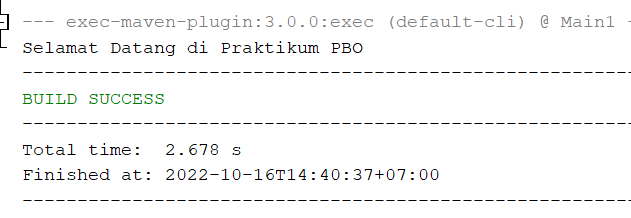 --- exec-maven-plugin:3.0.0:exec (default-cli) @ Main1 -
Selamat Datang di Praktikum PBO
------------------------------------------------------------------------
BUILD SUCCESS
------------------------------------------------------------------------
Total time:  2.678 s
Finished at: 2022-10-16T14:40:37+07:00
------------------------------------------------------------------------